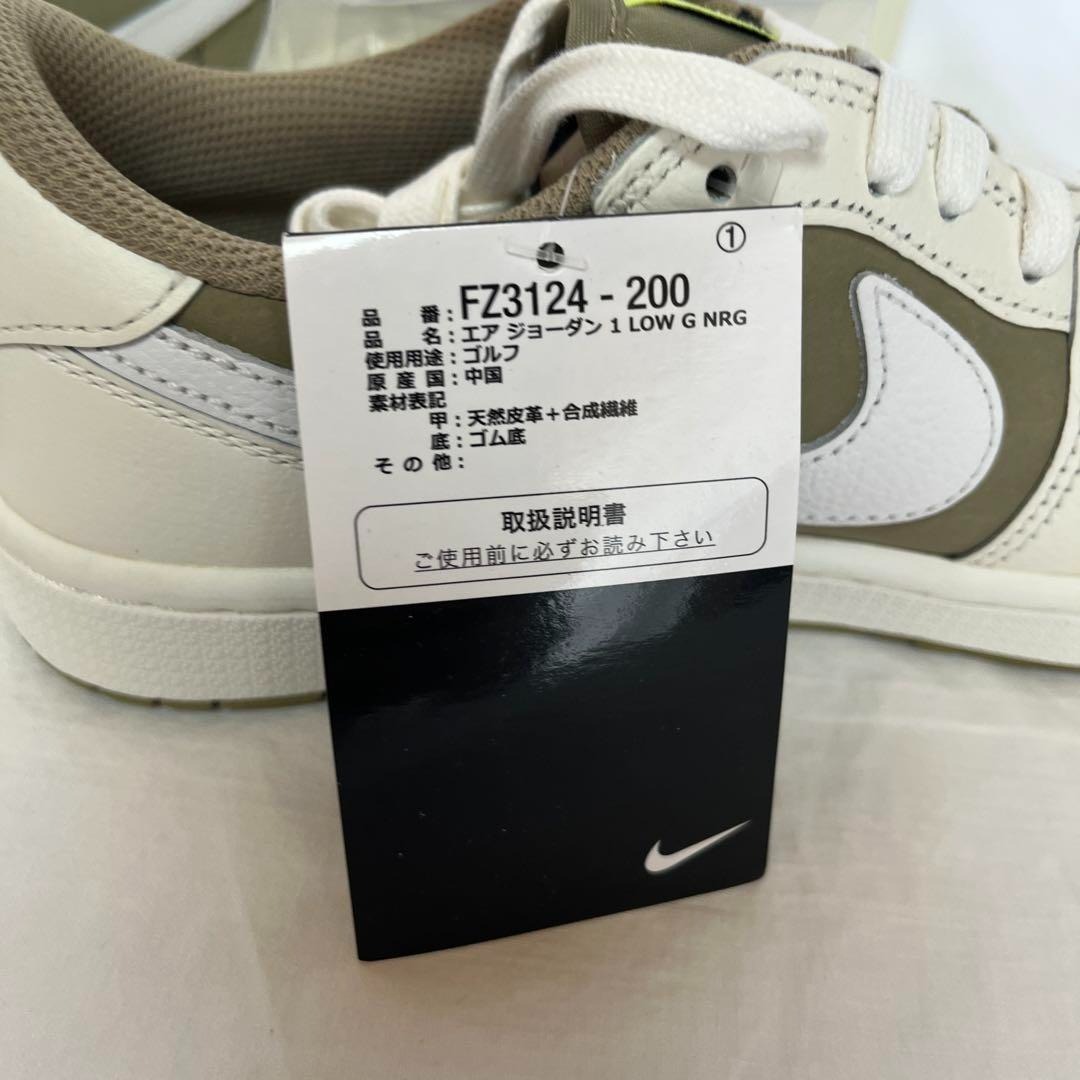 ①
品 番:FZ3124 - 200
品 名:エア ジョーダン 1 LOW G NRG
使用用途:ゴルフ
原 産 国:中国
素材表記
甲:天然皮革+合成繊維
底:ゴム底
そ の 他:
取扱説明書
ご使用前に必ずお読み下さい